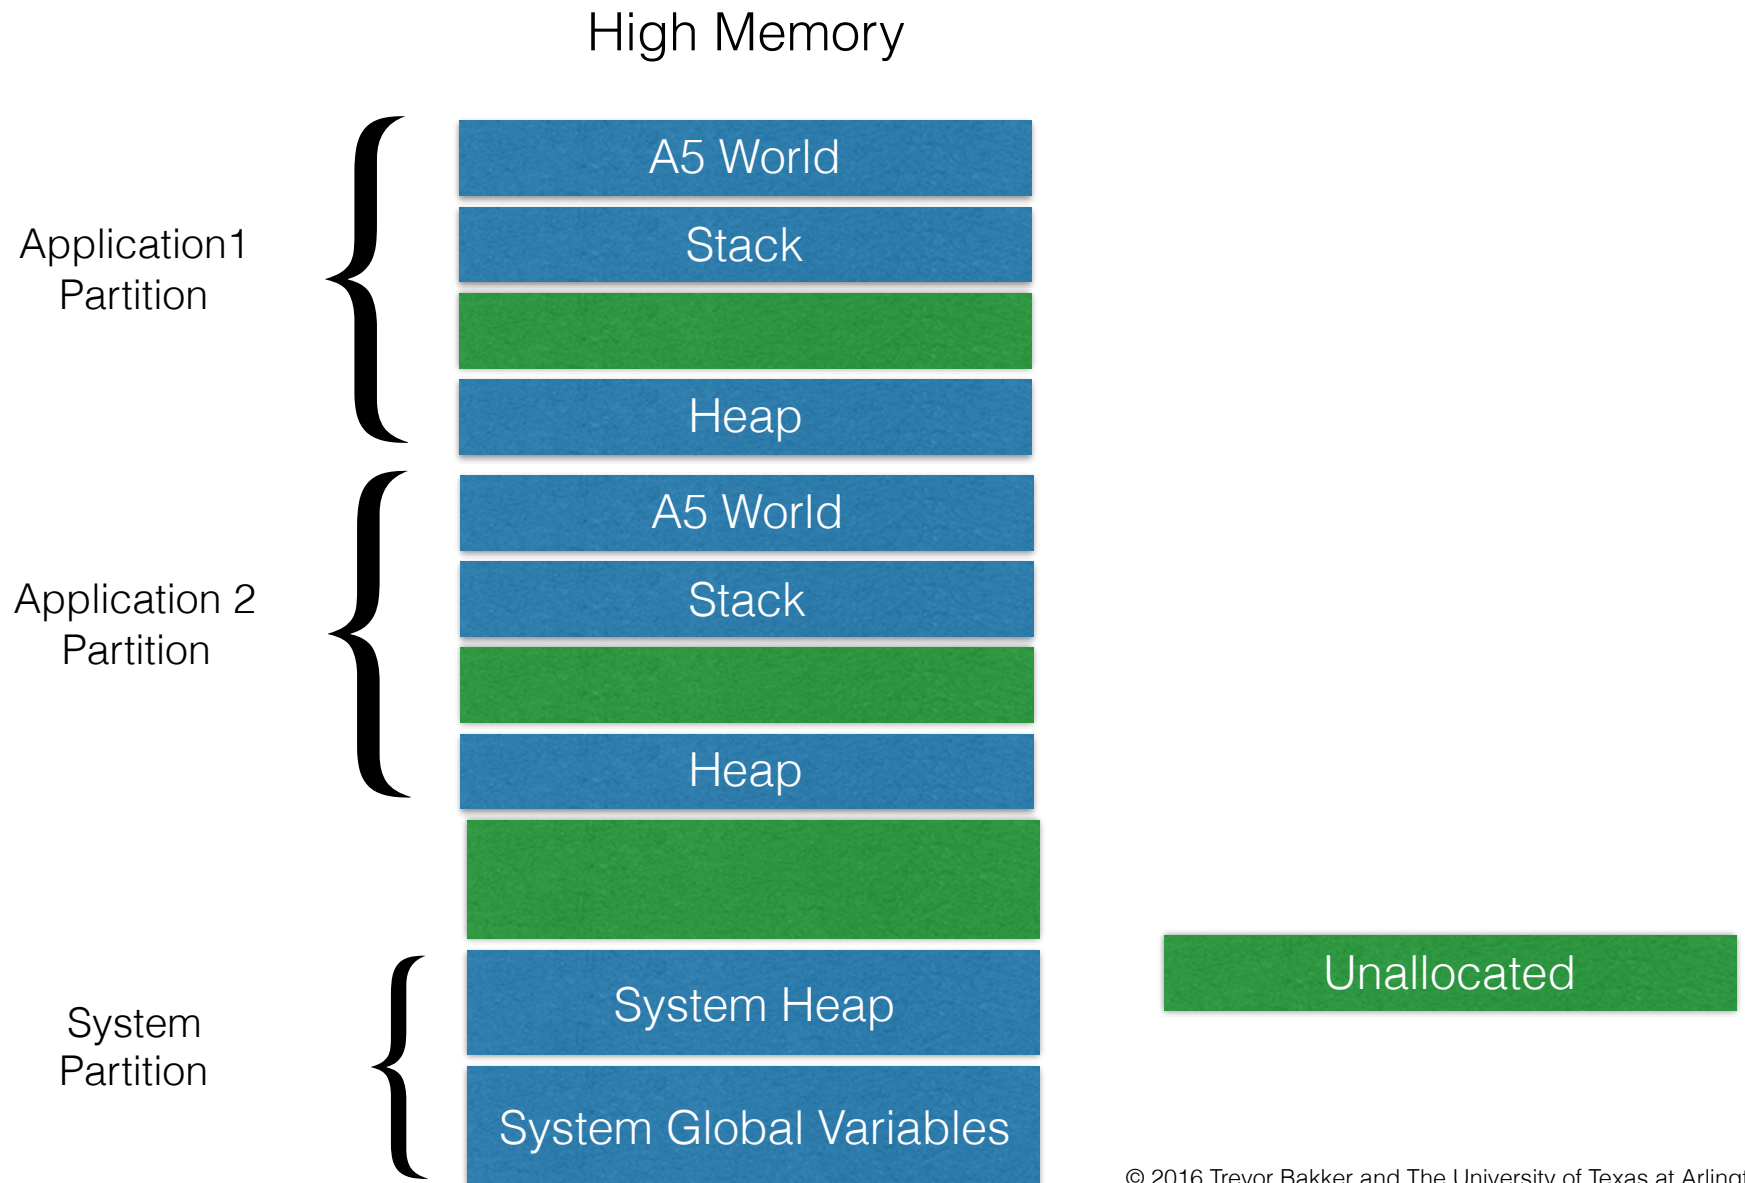 High Memory
Application1
Partition
A5 World
Stack
Heap
Application 2
Partition
A5 World
Stack
Heap
System
Partition
System Heap
System Global Variables
Unallocated
© 2016 Trevor Bakker and The University of Texas at